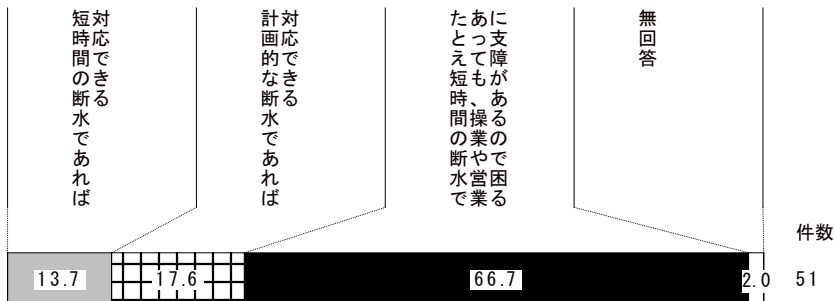 短時間の断水であれば
対応できる
計画的な断水であれば
対応できる
たとえ短時間の断水で
あっても、操業や営業
に支障があるので困る
無回答
件数
13.7
17.6
66.7
2.0
51